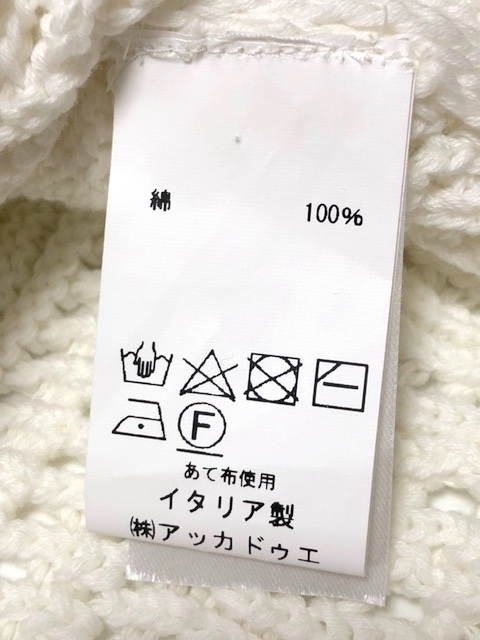 綿 100%
F
あて布使用
イタリア製
㈱アッカドゥエ